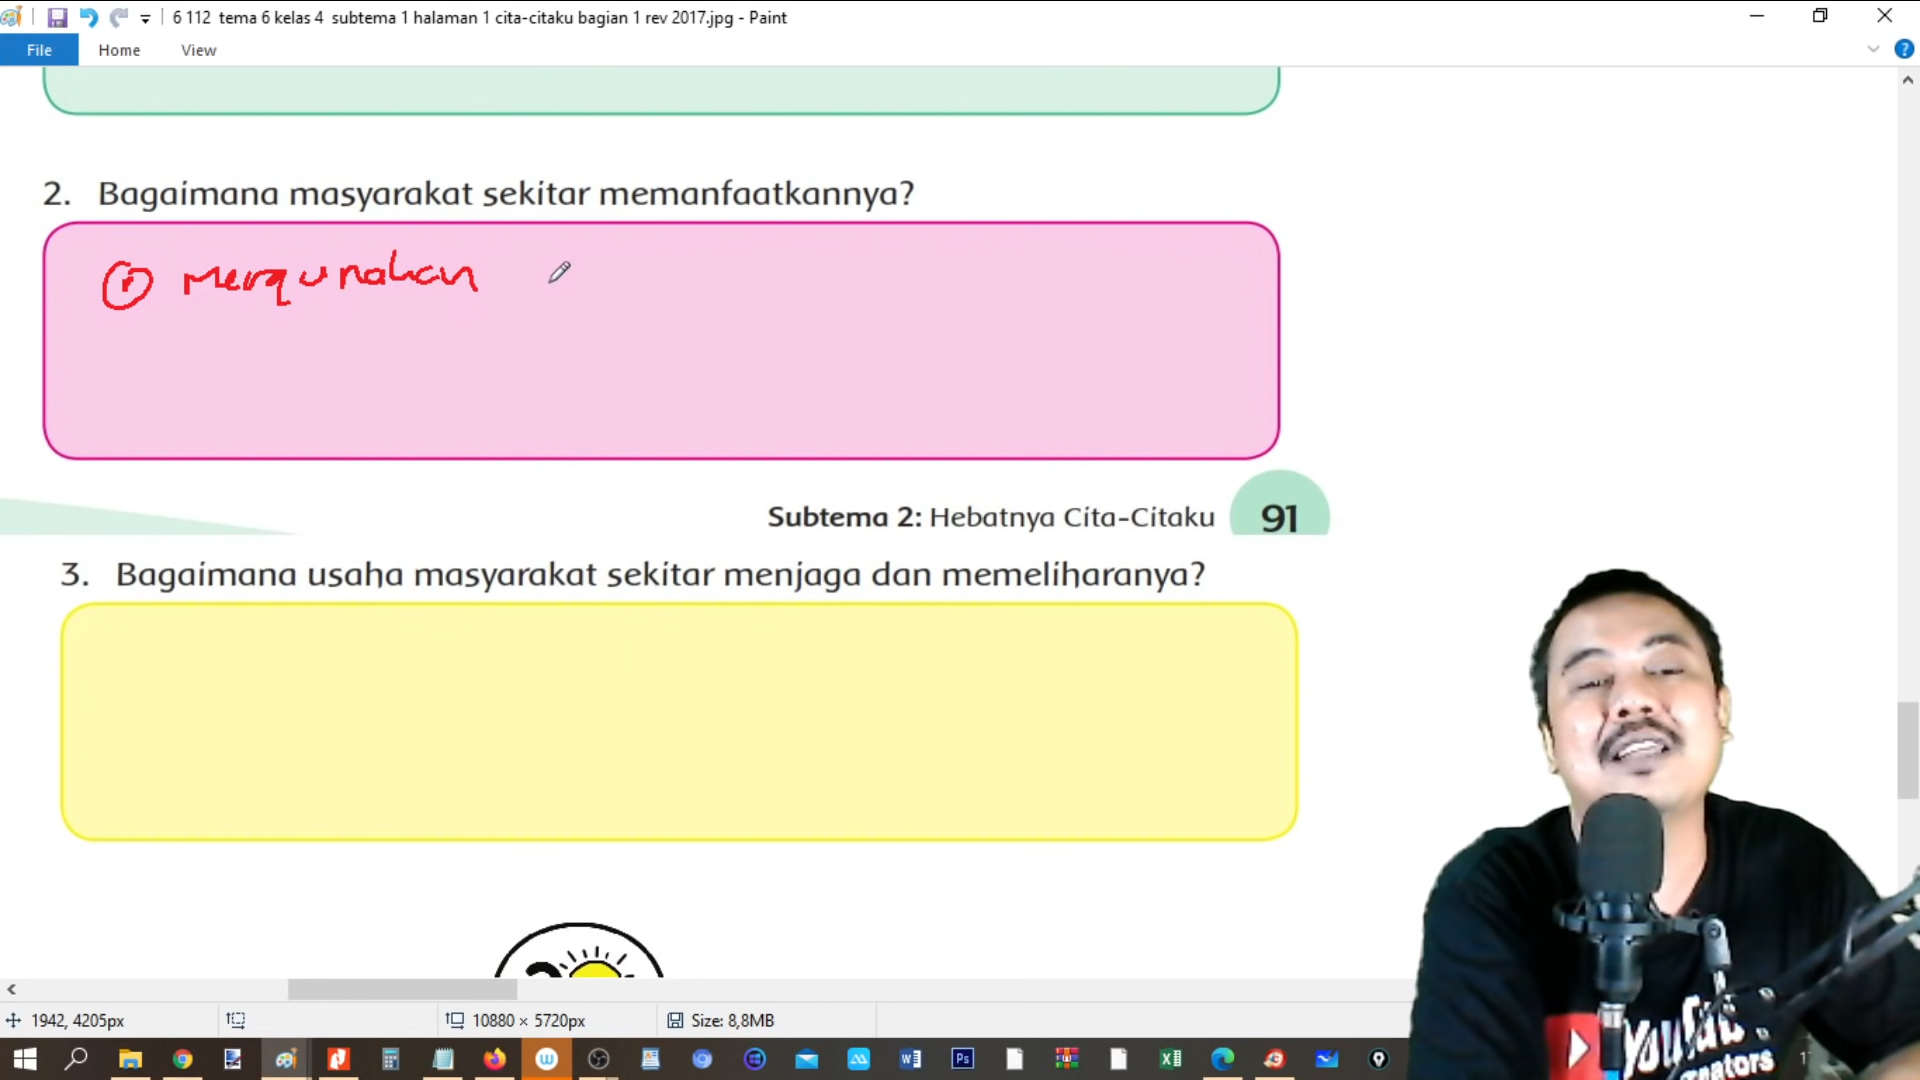 6 112 tema 6 kelas 4 subtema 1 halaman 1 cita-citaku bagian 1 rev 2017.jpg - Paint
File Home View
2. Bagaimana masyarakat sekitar memanfaatkannya?
① Mengunakan
Subtema 2: Hebatnya Cita-Citaku 91
3. Bagaimana usaha masyarakat sekitar menjaga dan memeliharanya?
1942, 4205px
10880 × 5720px
Size: 8,8MB
YouTube